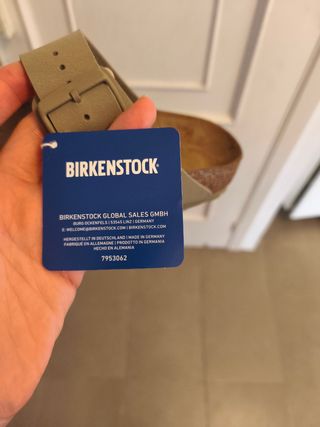 BIRKENSTOCK
BIRKENSTOCK GLOBAL SALES GMBH
BURG OCKENFELS | 53545 LINZ | GERMANY
E: WELCOME@BIRKENSTOCK.COM | BIRKENSTOCK.COM
HERGESTELLT IN DEUTSCHLAND | MADE IN GERMANY
FABRIQUÉ EN ALLEMAGNE | PRODOTTO IN GERMANIA
HECHO EN ALEMANIA
7953062